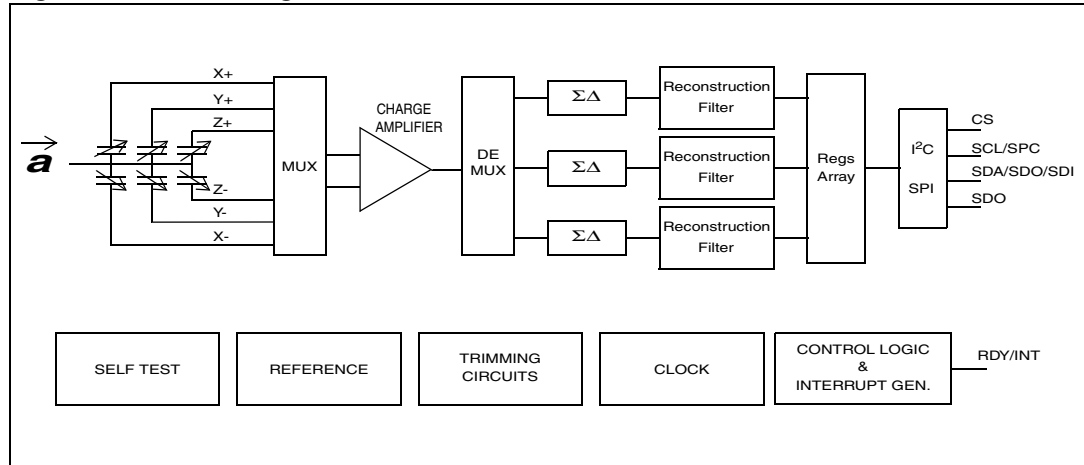 X+
Y+
Z+
a
Z-
Y-
X-
MUX
CHARGE
AMPLIFIER
DE
MUX
ΣΔ
ΣΔ
ΣΔ
Reconstruction
Filter
Reconstruction
Filter
Reconstruction
Filter
Regs
Array
I²C
SPI
CS
SCL/SPC
SDA/SDO/SDI
SDO
SELF TEST
REFERENCE
TRIMMING
CIRCUITS
CLOCK
CONTROL LOGIC
&
INTERRUPT GEN.
RDY/INT